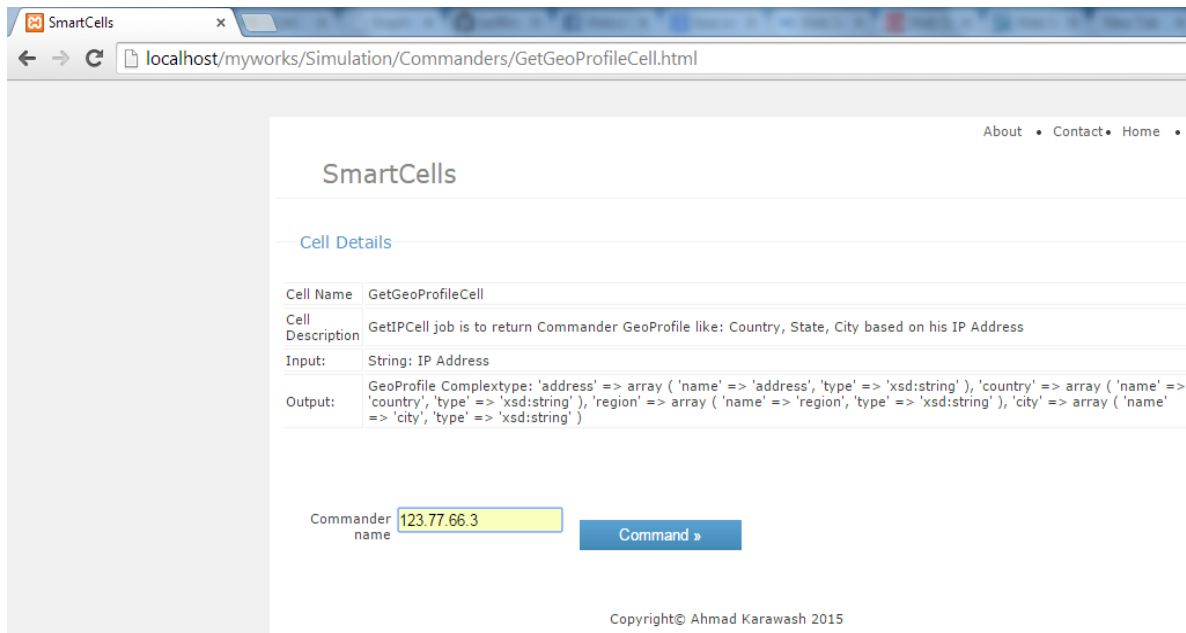 SmartCells ×
New Tab
localhost/myworks/Simulation/Commanders/GetGeoProfileCell.html
About • Contact • Home •
SmartCells
Cell Details
Cell Name GetGeoProfileCell
Cell
Description
GetIPCell job is to return Commander GeoProfile like: Country, State, City based on his IP Address
Input: String: IP Address
Output:
GeoProfile Complextype: 'address' => array ( 'name' => 'address', 'type' => 'xsd:string' ), 'country' => array ( 'name' =>
'country', 'type' => 'xsd:string' ), 'region' => array ( 'name' => 'region', 'type' => 'xsd:string' ), 'city' => array ( 'name'
=> 'city', 'type' => 'xsd:string' )
Commander
name
123.77.66.3
Command »
Copyright© Ahmad Karawash 2015